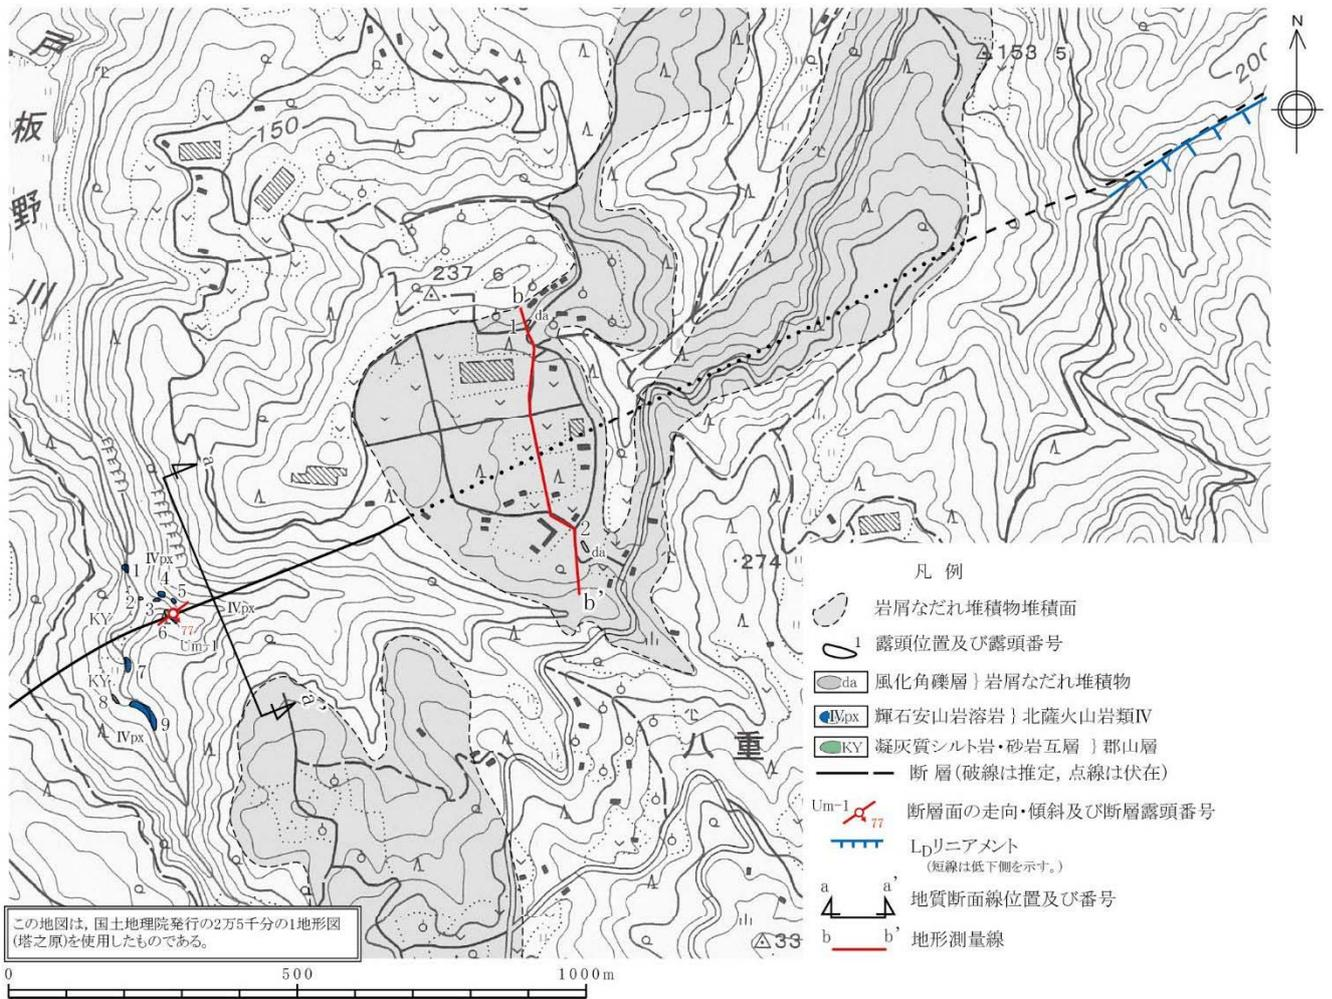 戸
板
野
川
150
237 6
153 5
200
N
b
1
da
a
2
da
b'
274
IVpx
1
4
5
2
3
IVpx
KY
77
6
Um-1
7
KY
8
9
IVpx
a'
八重
33
凡 例
岩屑なだれ堆積物堆積面
1 露頭位置及び露頭番号
da 風化角礫層 } 岩屑なだれ堆積物
IVpx 輝石安山岩溶岩 } 北薩火山岩類IV
KY 凝灰質シルト岩・砂岩互層 } 郡山層
断 層(破線は推定, 点線は伏在)
Um-1 77 断層面の走向・傾斜及び断層露頭番号
LDリニアメント
(短線は低下側を示す。)
a a' 地質断面線位置及び番号
b b' 地形測量線
この地図は, 国土地理院発行の2万5千分の1地形図
(塔之原)を使用したものである。
0 500 1000m